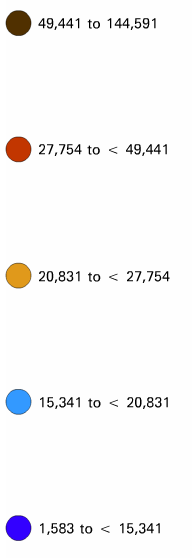 49,441 to 144,591
27,754 to < 49,441
20,831 to < 27,754
15,341 to < 20,831
1,583 to < 15,341